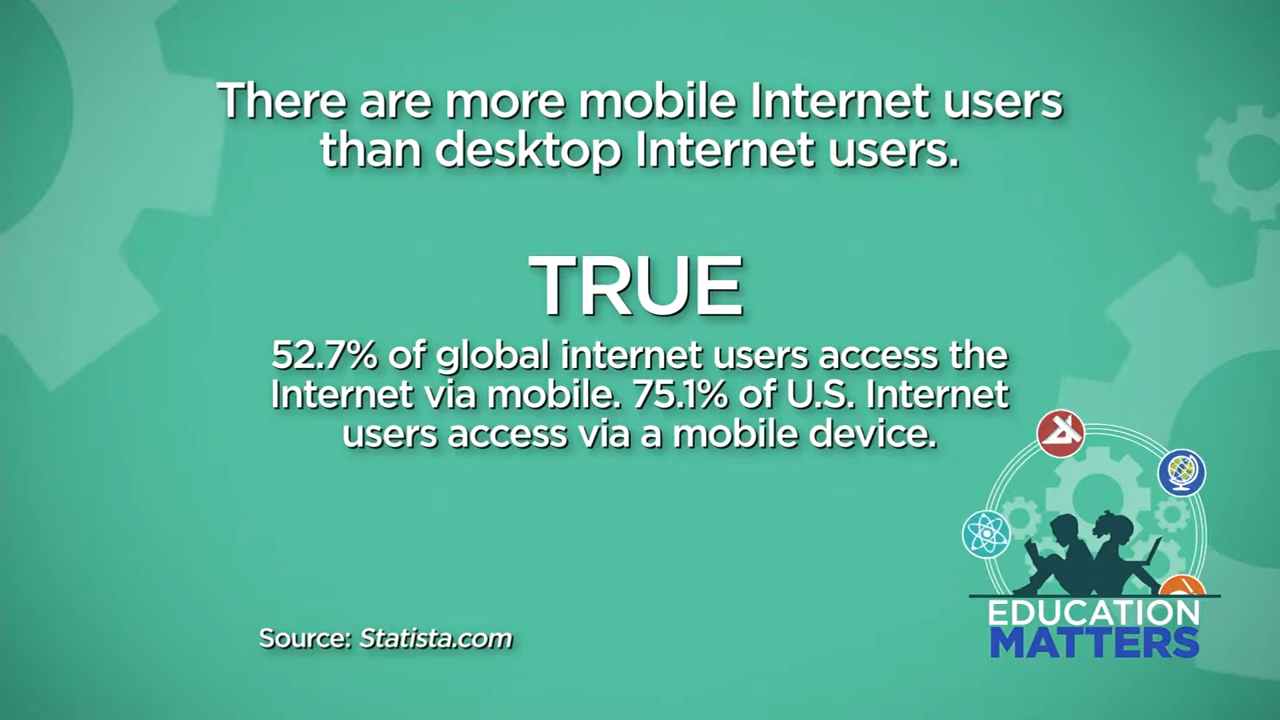 There are more mobile Internet users
than desktop Internet users.
TRUE
52.7% of global internet users access the
Internet via mobile. 75.1% of U.S. Internet
users access via a mobile device.
EDUCATION
MATTERS
Source: Statista.com